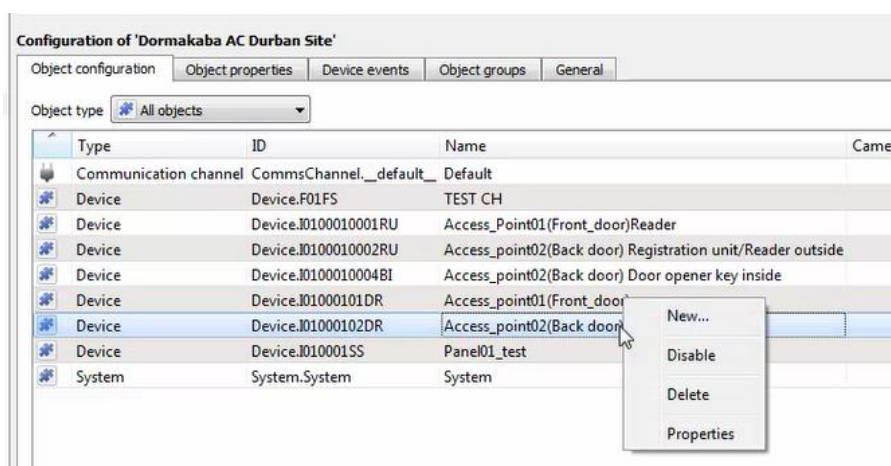 Configuration of 'Dormakaba AC Durban Site'
Object configuration Object properties Device events Object groups General
Object type All objects
Type ID Name Came
Communication channel CommsChannel.__default__ Default
Device Device.F01FS TEST CH
Device Device.I0100010001RU Access_Point01(Front_door)Reader
Device Device.I0100010002RU Access_point02(Back door) Registration unit/Reader outside
Device Device.I0100010004BI Access_point02(Back door) Door opener key inside
Device Device.I01000101DR Access_point01(Front_door)
Device Device.I01000102DR Access_point02(Back door)
Device Device.I010001SS Panel01_test
System System.System System
New...
Disable
Delete
Properties